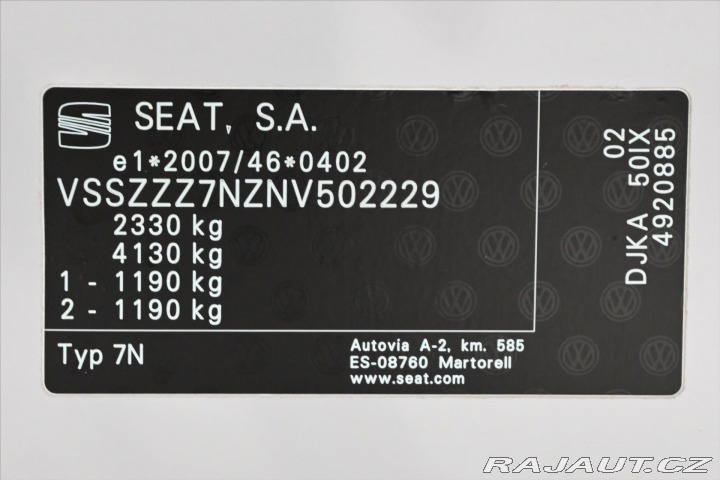 SEAT, S.A.
e1*2007/46*0402
VSSZZZ7NZNV502229
2330 kg
4130 kg
1 - 1190 kg
2 - 1190 kg
Typ 7N
Autovia A-2, km. 585
ES-08760 Martorell
www.seat.com
02
DJKA 50IX
4920885
RAJAUT.CZ